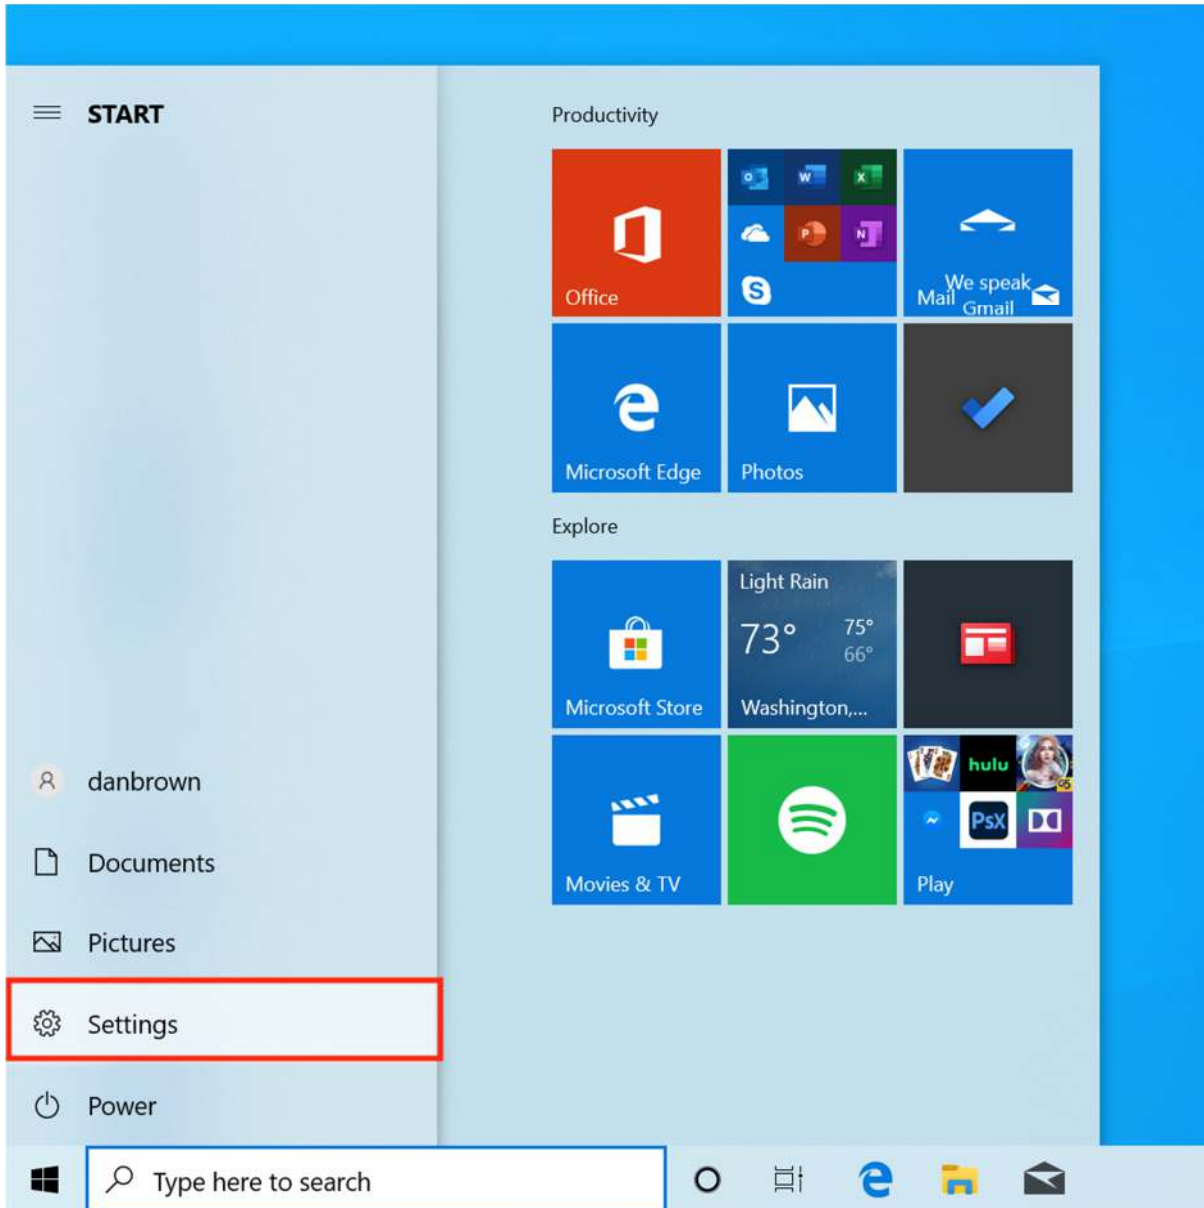 START
Productivity
Office
We speak
Mail
Gmail
Microsoft Edge
Photos
Explore
Light Rain
73° 75°
66°
Microsoft Store
Washington,...
hulu
PsX
Movies & TV
Play
danbrown
Documents
Pictures
Settings
Power
Type here to search